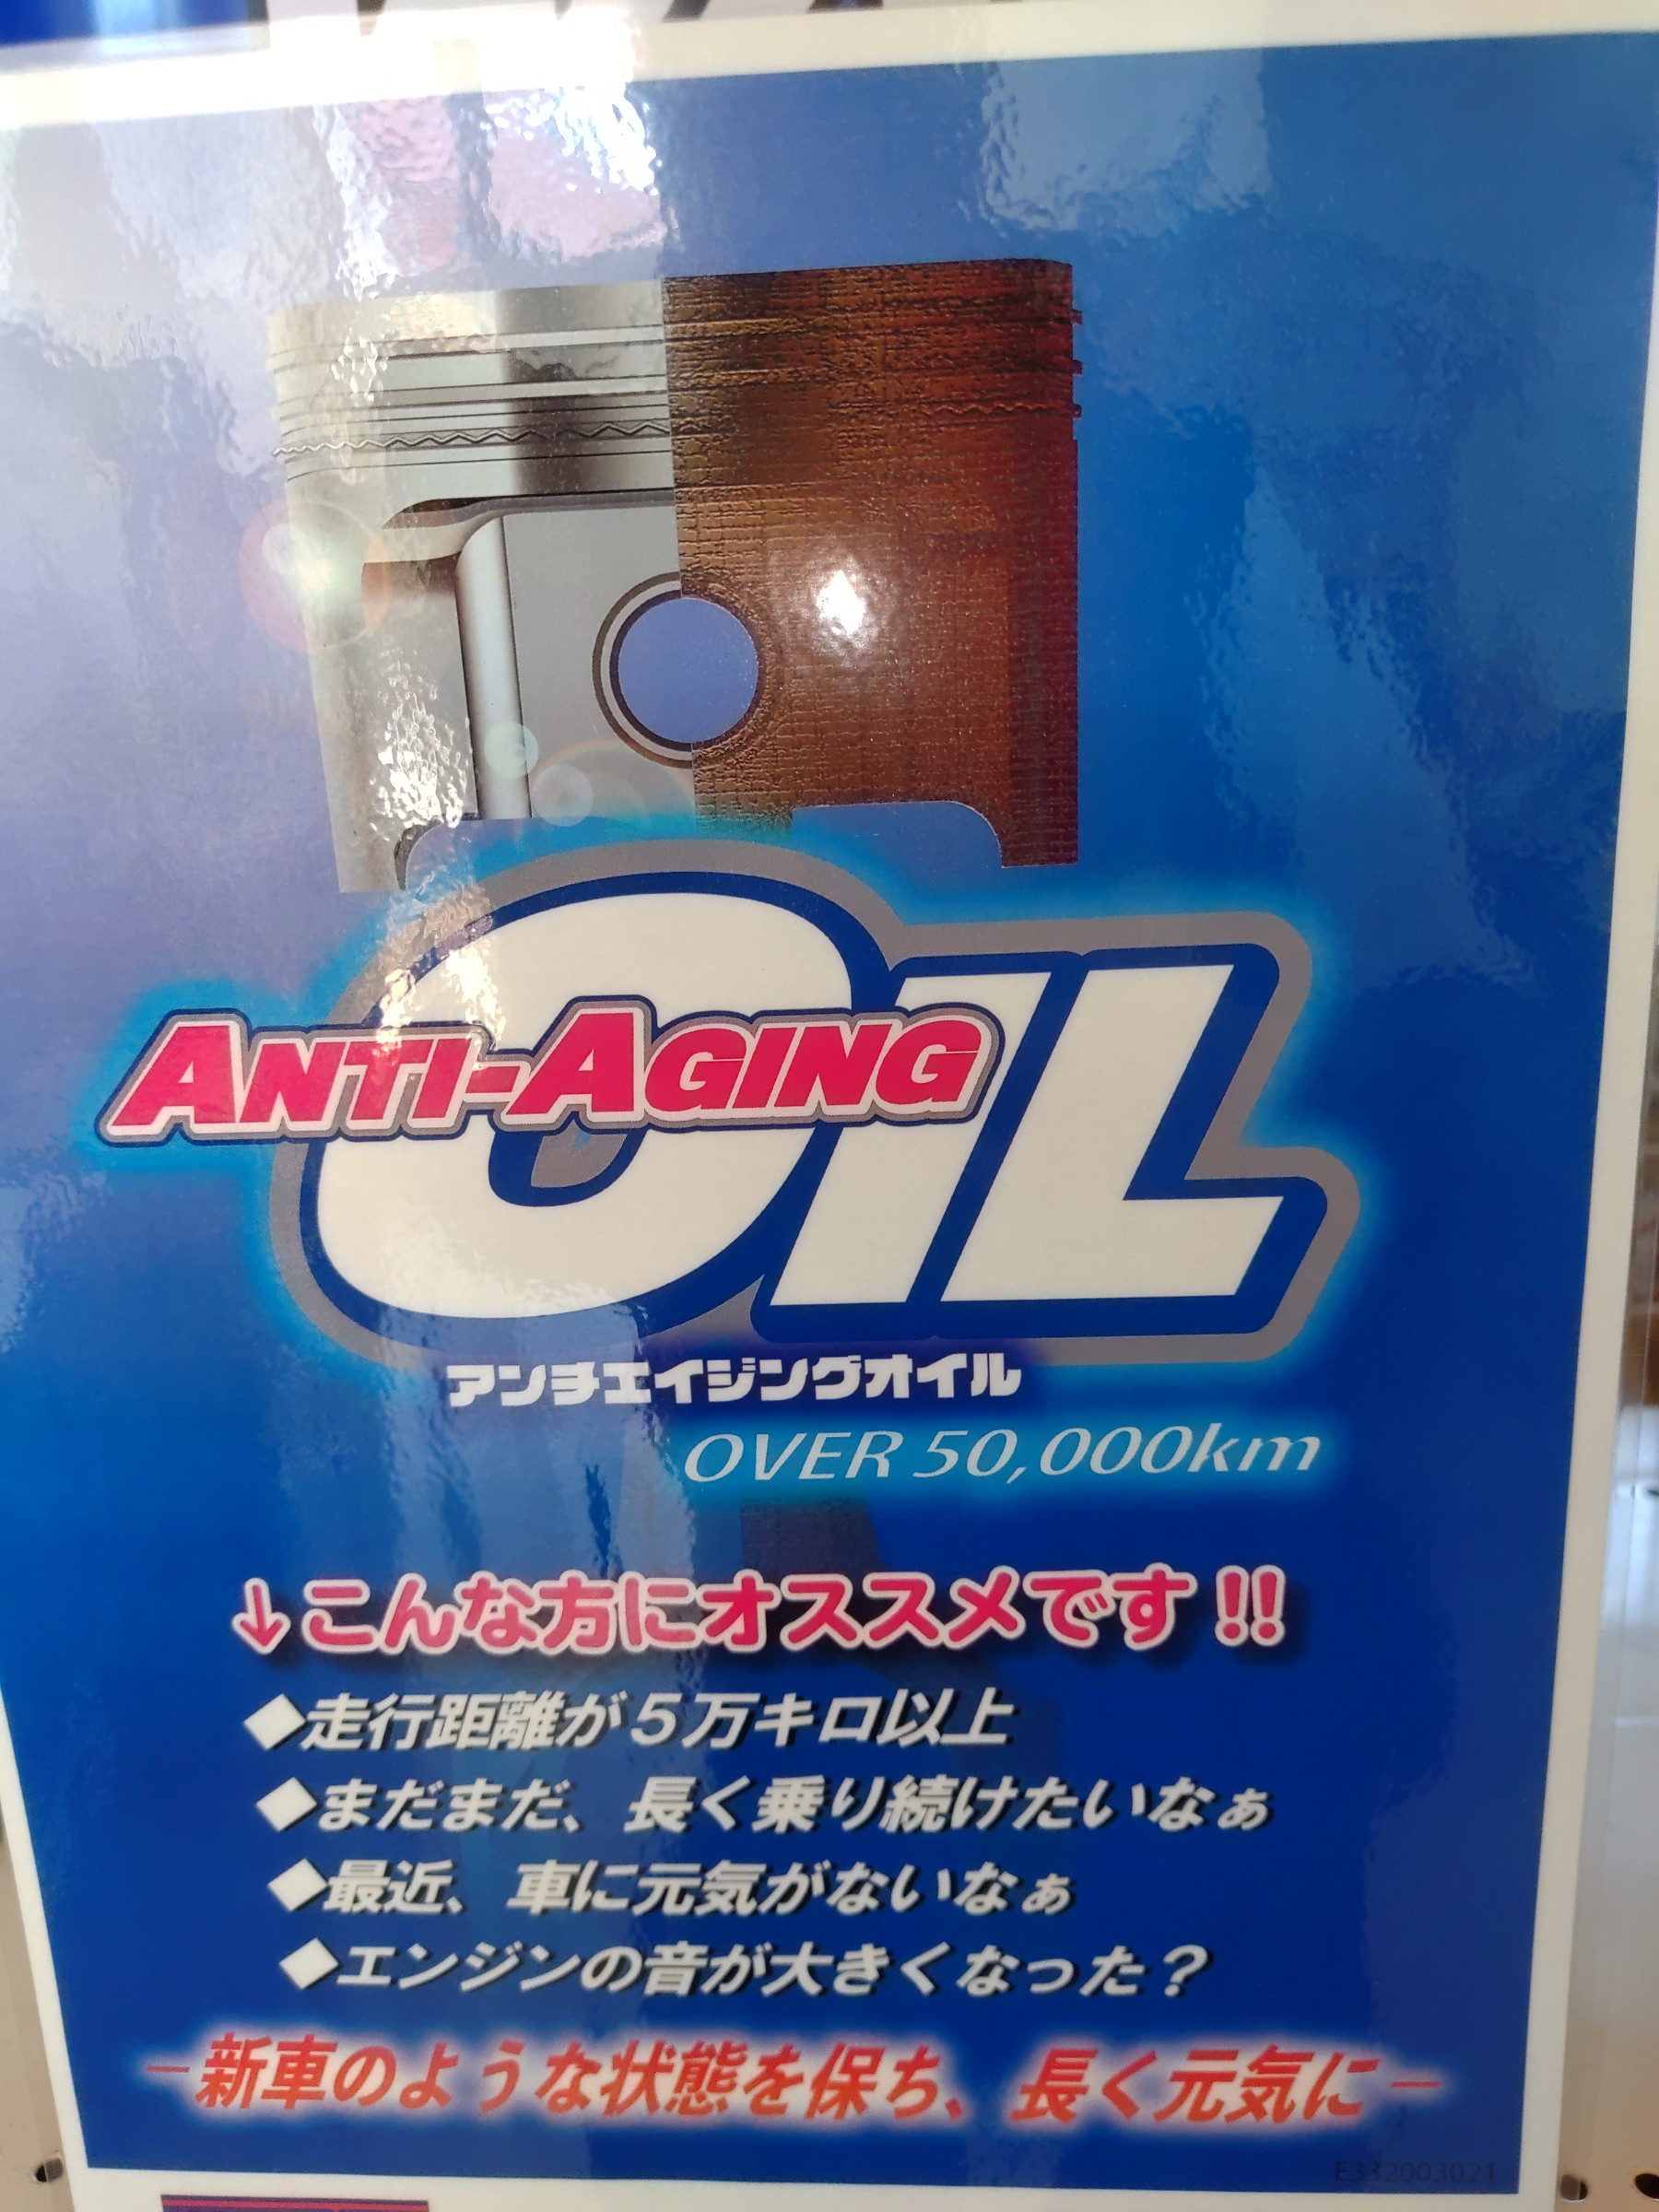 ANTI-AGING
OIL
アンチエイジングオイル
OVER 50,000km
↓こんな方にオススメです!!
◆走行距離が5万キロ以上
◆まだまだ、長く乗り続けたいなぁ
◆最近、車に元気がないなぁ
◆エンジンの音が大きくなった？
－新車のような状態を保ち、長く元気に－
E332003021